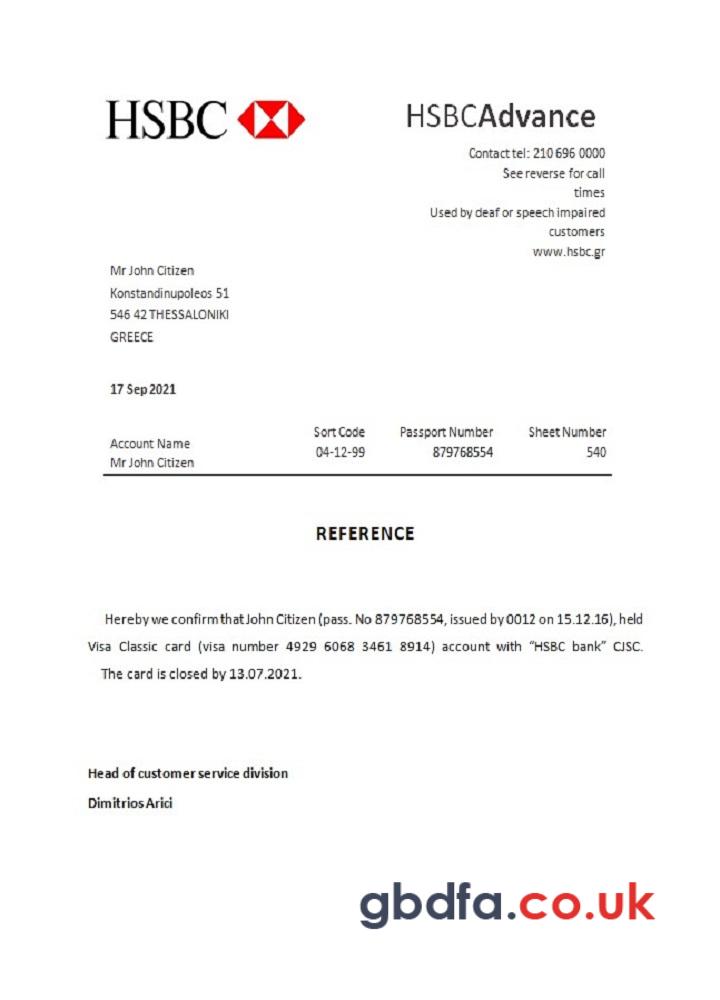 HSBC
HSBCAdvance
Contact tel: 210 696 0000
See reverse for call
times
Used by deaf or speech impaired
customers
www.hsbc.gr
Mr John Citizen
Konstandinupoleos 51
546 42 THESSALONIKI
GREECE
17 Sep 2021
Sort Code Passport Number Sheet Number
Account Name 04-12-99 879768554 540
Mr John Citizen
REFERENCE
Hereby we confirm that John Citizen (pass. No 879768554, issued by 0012 on 15.12.16), held
Visa Classic card (visa number 4929 6068 3461 8914) account with “HSBC bank” CJSC.
The card is closed by 13.07.2021.
Head of customer service division
Dimitrios Arici
gbdfa.co.uk